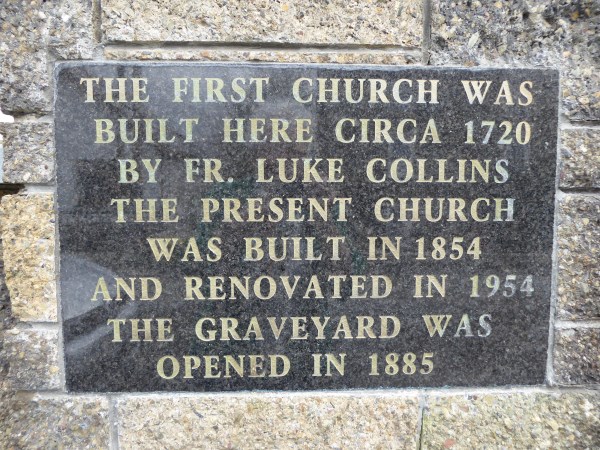 THE FIRST CHURCH WAS
BUILT HERE CIRCA 1720
BY FR. LUKE COLLINS
THE PRESENT CHURCH
WAS BUILT IN 1854
AND RENOVATED IN 1954
THE GRAVEYARD WAS
OPENED IN 1885